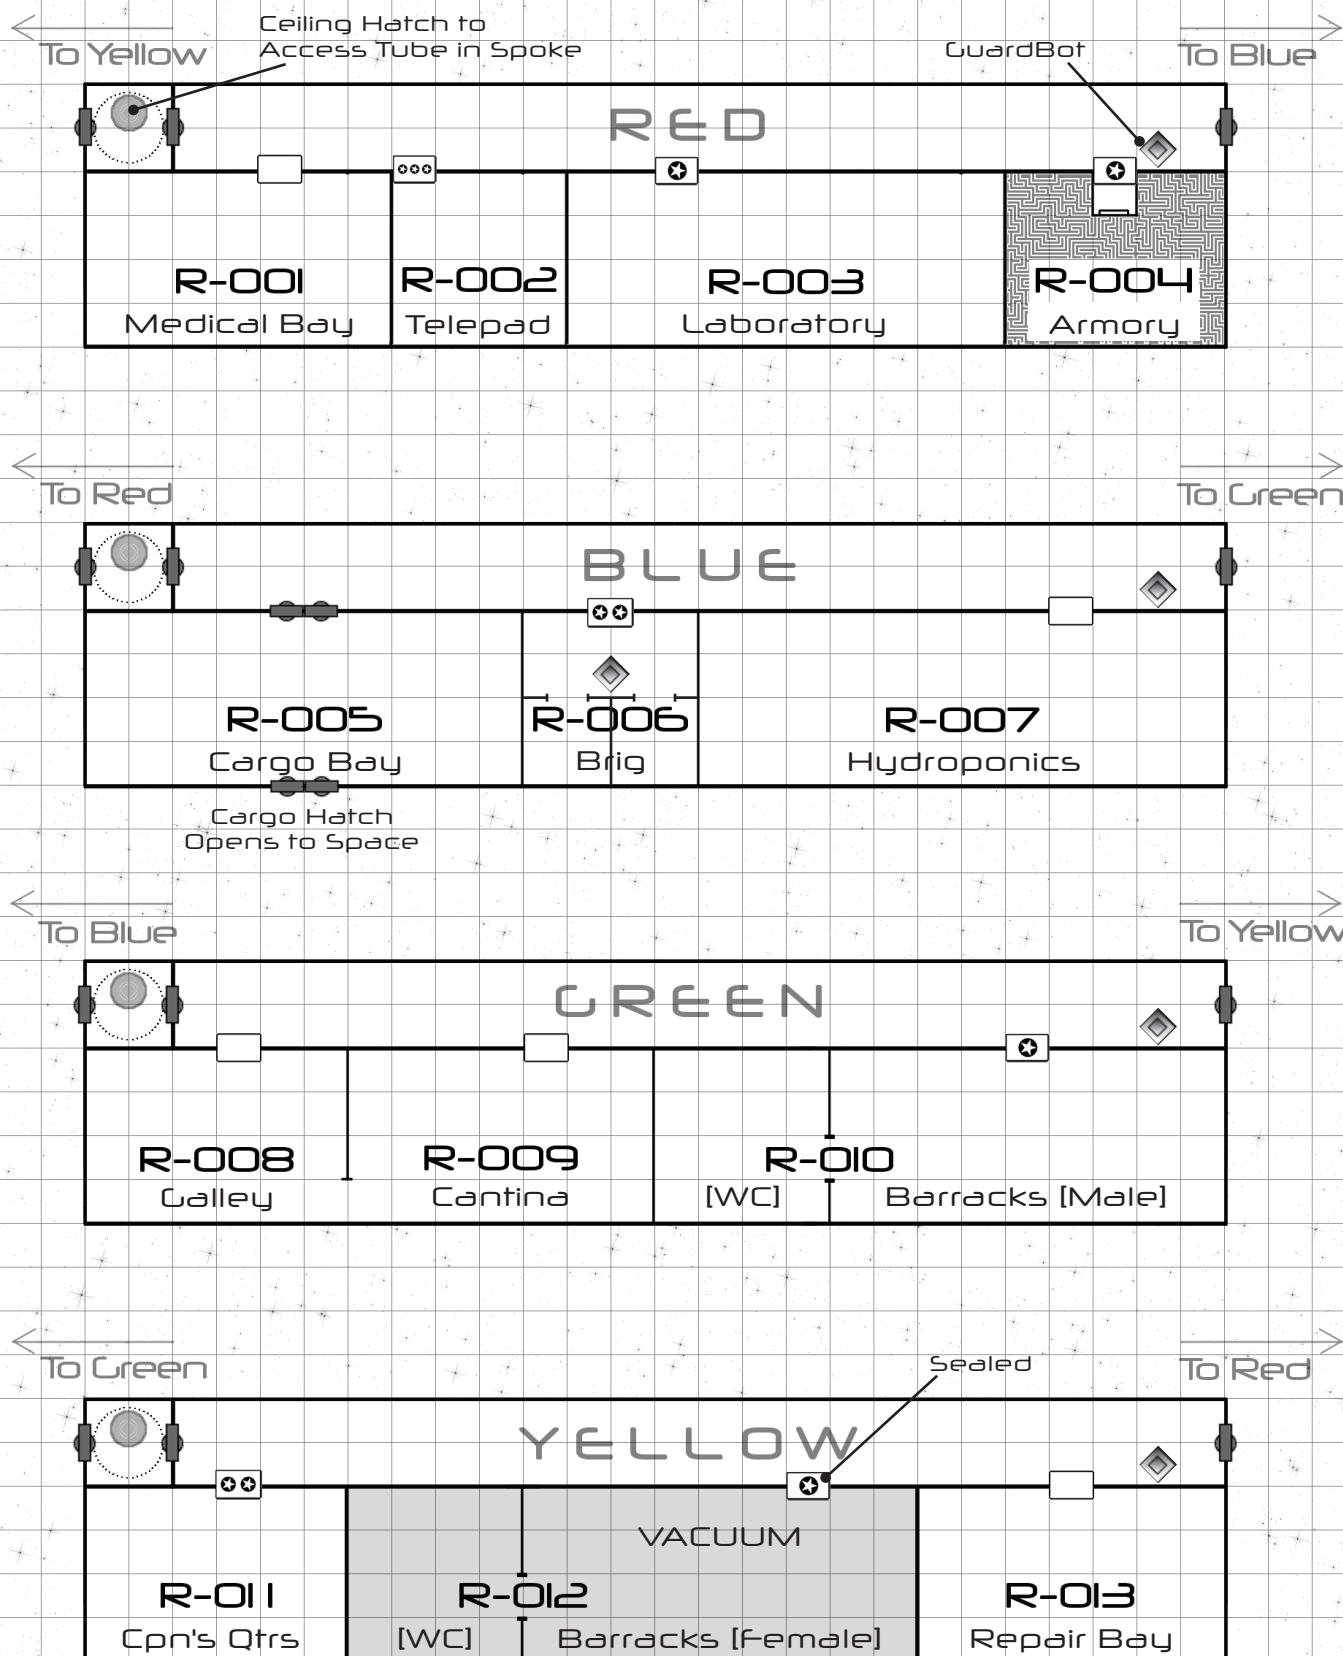 Ceiling Hatch to
Access Tube in Spoke
To Yellow
GuardBot
To Blue
RED
R-001
Medical Bay
R-002
Telepad
R-003
Laboratory
R-004
Armory
To Red
To Green
BLUE
R-005
Cargo Bay
R-006
Brig
R-007
Hydroponics
Cargo Hatch
Opens to Space
To Blue
To Yellow
GREEN
R-008
Galley
R-009
Cantina
R-010
[WC]
Barracks [Male]
To Green
Sealed
To Red
YELLOW
VACUUM
R-011
Cpn's Qtrs
R-012
[WC]
Barracks [Female]
R-013
Repair Bay